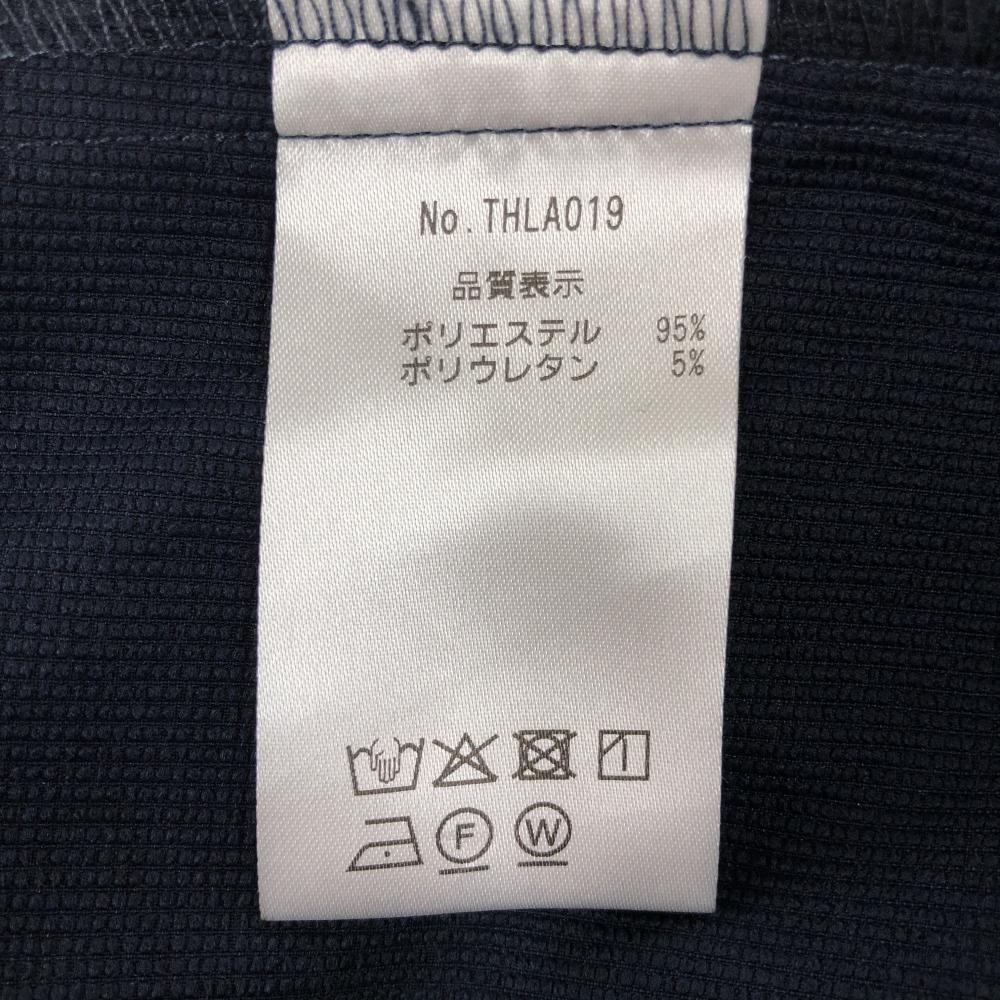 No.THLA019
品質表示
ポリエステル 95%
ポリウレタン 5%
F W